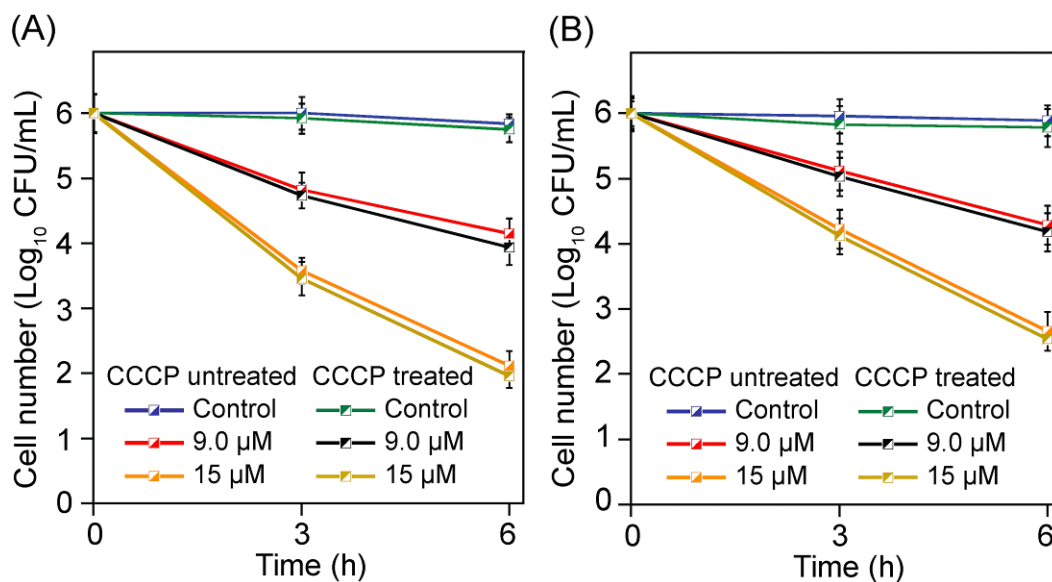 (A)
Cell number (Log₁₀ CFU/mL)
6
5
4
3
2
1
0
CCCP untreated CCCP treated
Control Control
9.0 µM 9.0 µM
15 µM 15 µM
0 3 6
Time (h)
(B)
Cell number (Log₁₀ CFU/mL)
6
5
4
3
2
1
0
CCCP untreated CCCP treated
Control Control
9.0 µM 9.0 µM
15 µM 15 µM
0 3 6
Time (h)